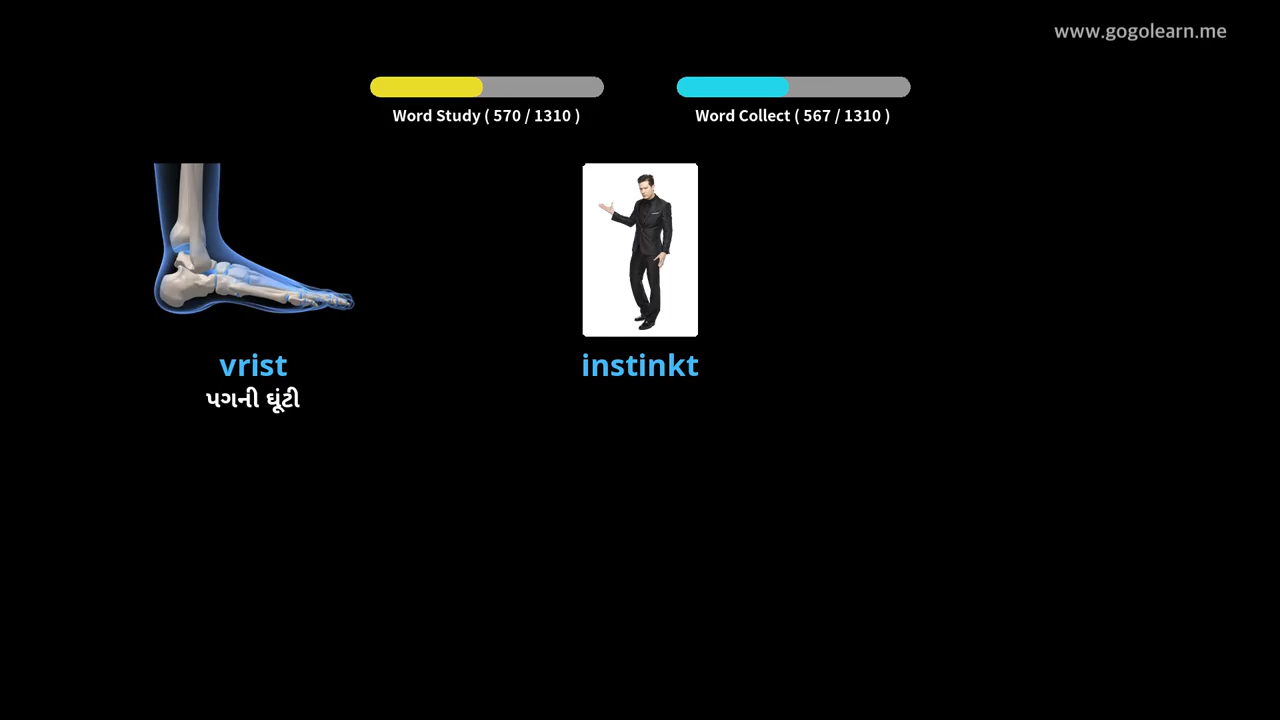 www.gogolearn.me
Word Study ( 570 / 1310 )
Word Collect ( 567 / 1310 )
vrist
પગની ઘૂંટી
instinkt